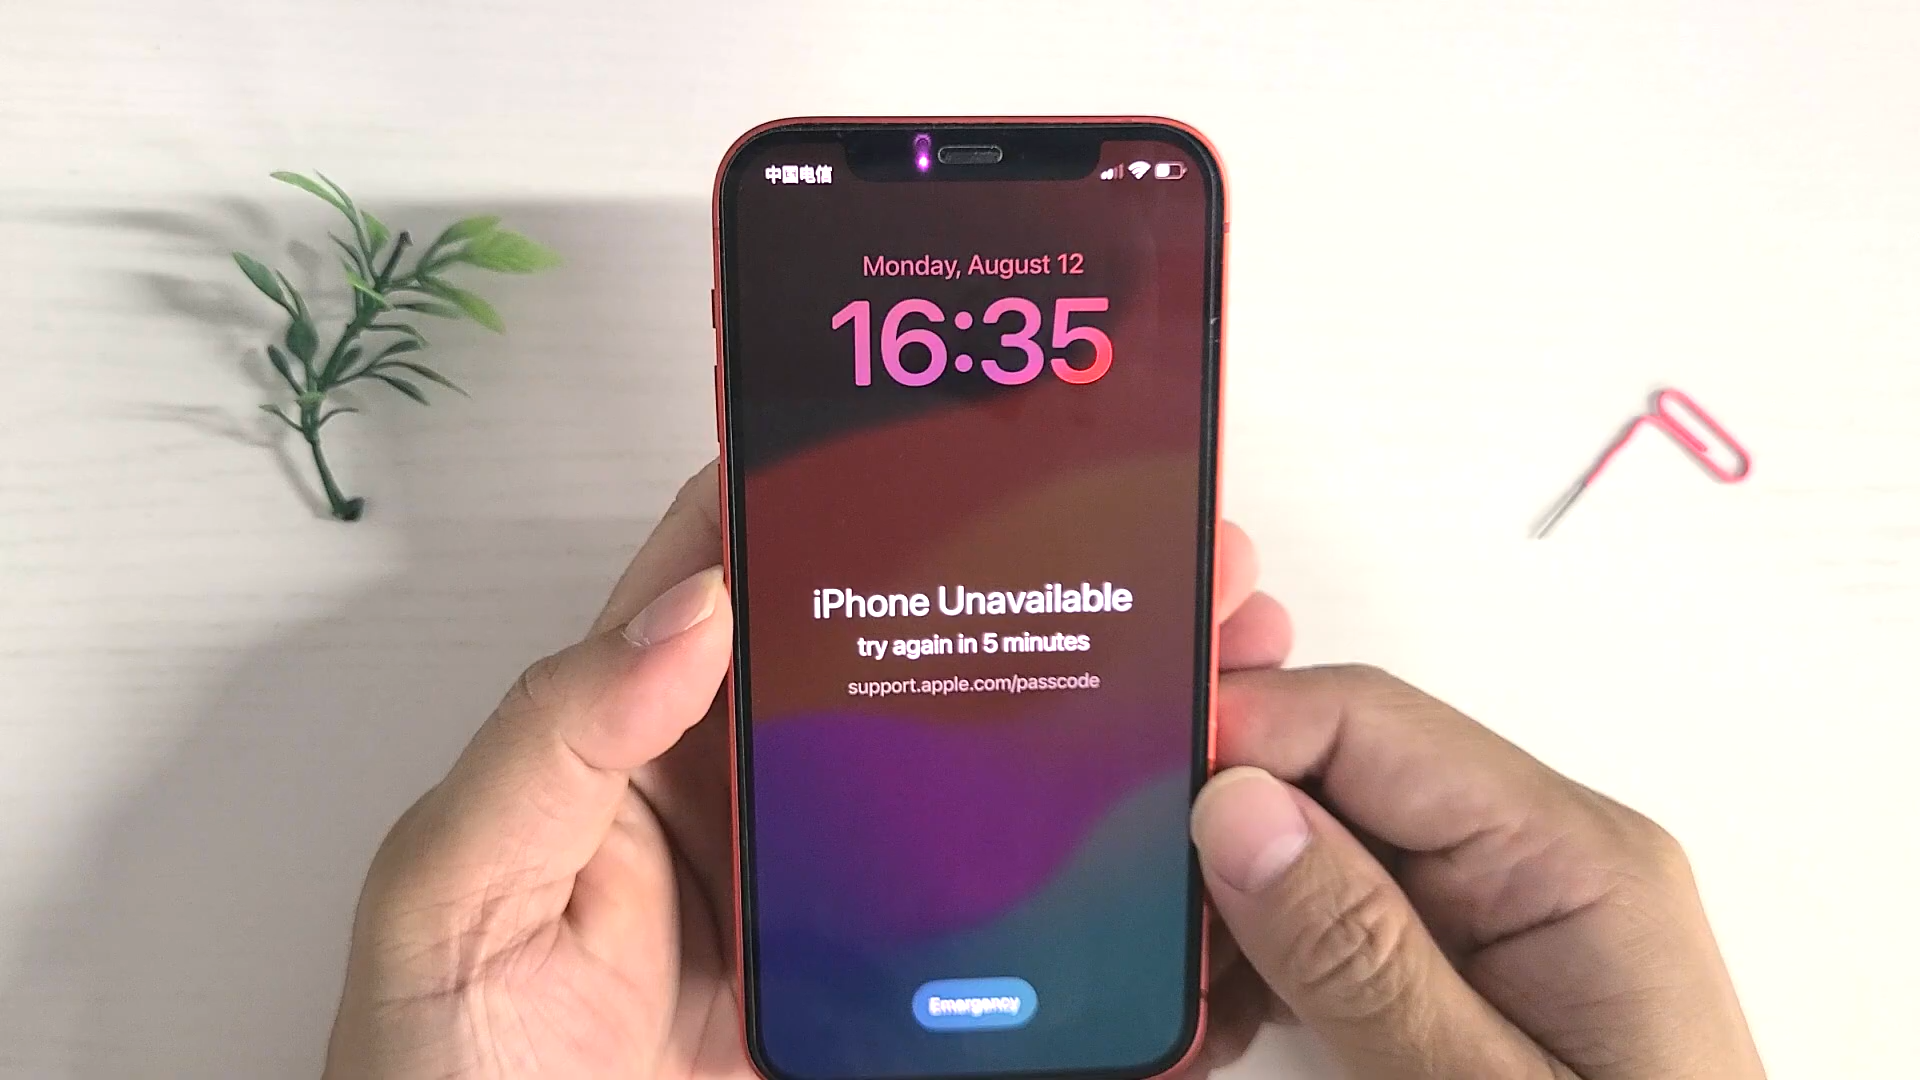 中国电信
Monday, August 12
16:35
iPhone Unavailable
try again in 5 minutes
support.apple.com/passcode
Emergency